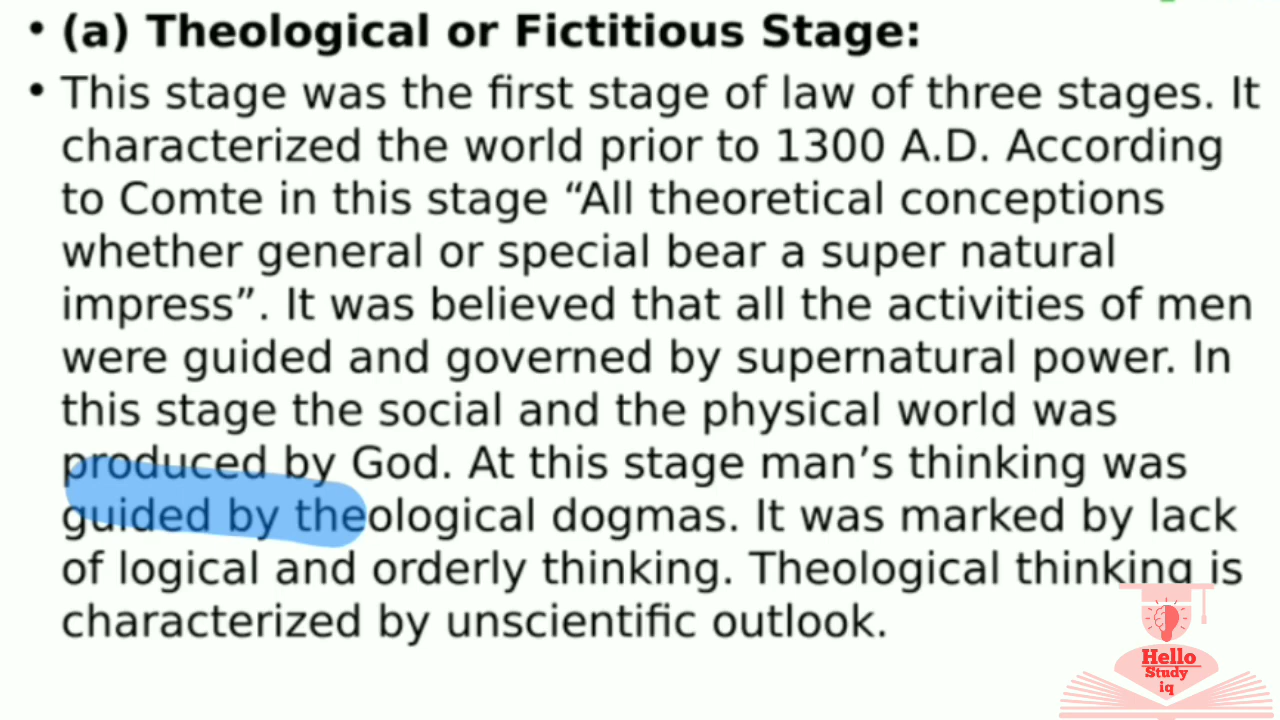 • (a) Theological or Fictitious Stage:
• This stage was the first stage of law of three stages. It
characterized the world prior to 1300 A.D. According
to Comte in this stage “All theoretical conceptions
whether general or special bear a super natural
impress”. It was believed that all the activities of men
were guided and governed by supernatural power. In
this stage the social and the physical world was
produced by God. At this stage man’s thinking was
guided by theological dogmas. It was marked by lack
of logical and orderly thinking. Theological thinking is
characterized by unscientific outlook.
Hello
Study
iq